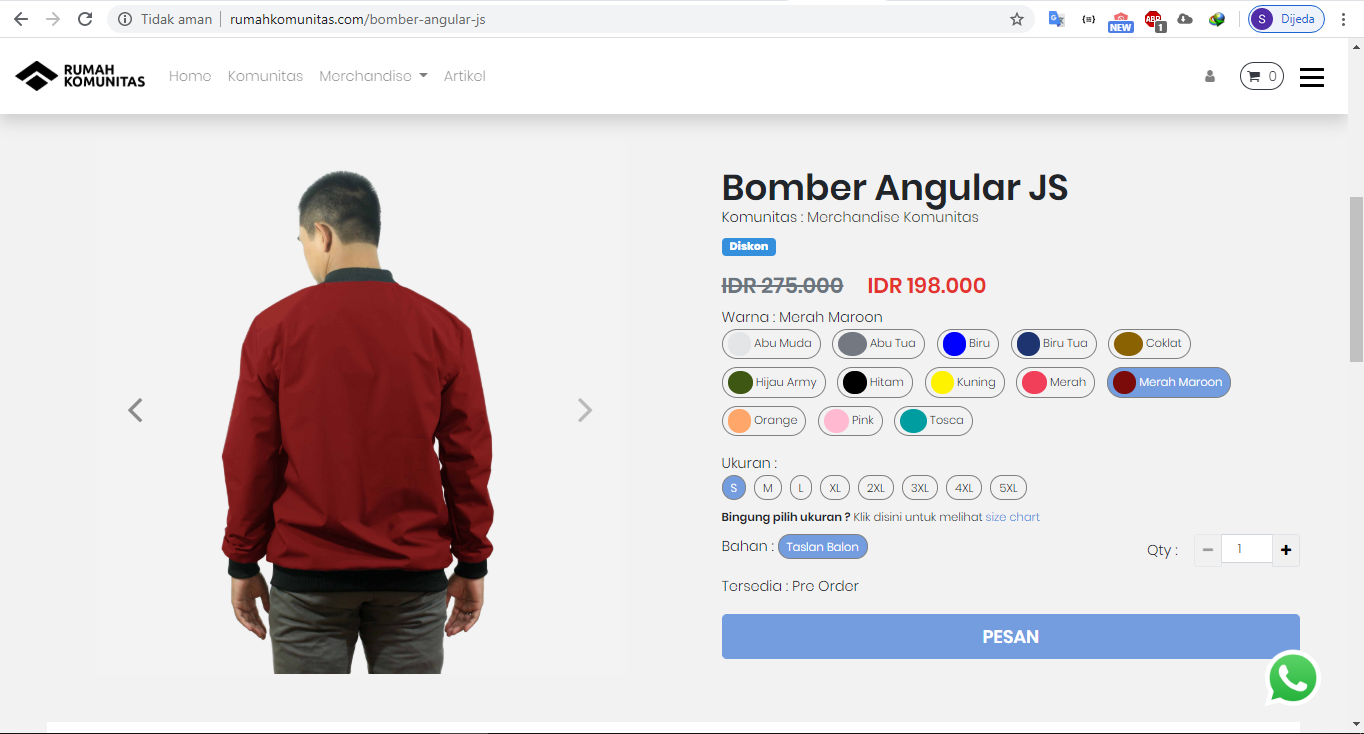 Tidak aman
rumahkomunitas.com/bomber-angular-js
NEW
ABP
1
S
Dijeda
RUMAH
KOMUNITAS
Home
Komunitas
Merchandise
Artikel
0
Bomber Angular JS
Komunitas : Merchandise Komunitas
Diskon
IDR 275.000 IDR 198.000
Warna : Merah Maroon
Abu Muda Abu Tua Biru Biru Tua Coklat
Hijau Army Hitam Kuning Merah Merah Maroon
Orange Pink Tosca
Ukuran :
S M L XL 2XL 3XL 4XL 5XL
Bingung pilih ukuran ? Klik disini untuk melihat size chart
Bahan : Taslan Balon
Qty : − 1 +
Tersedia : Pre Order
PESAN